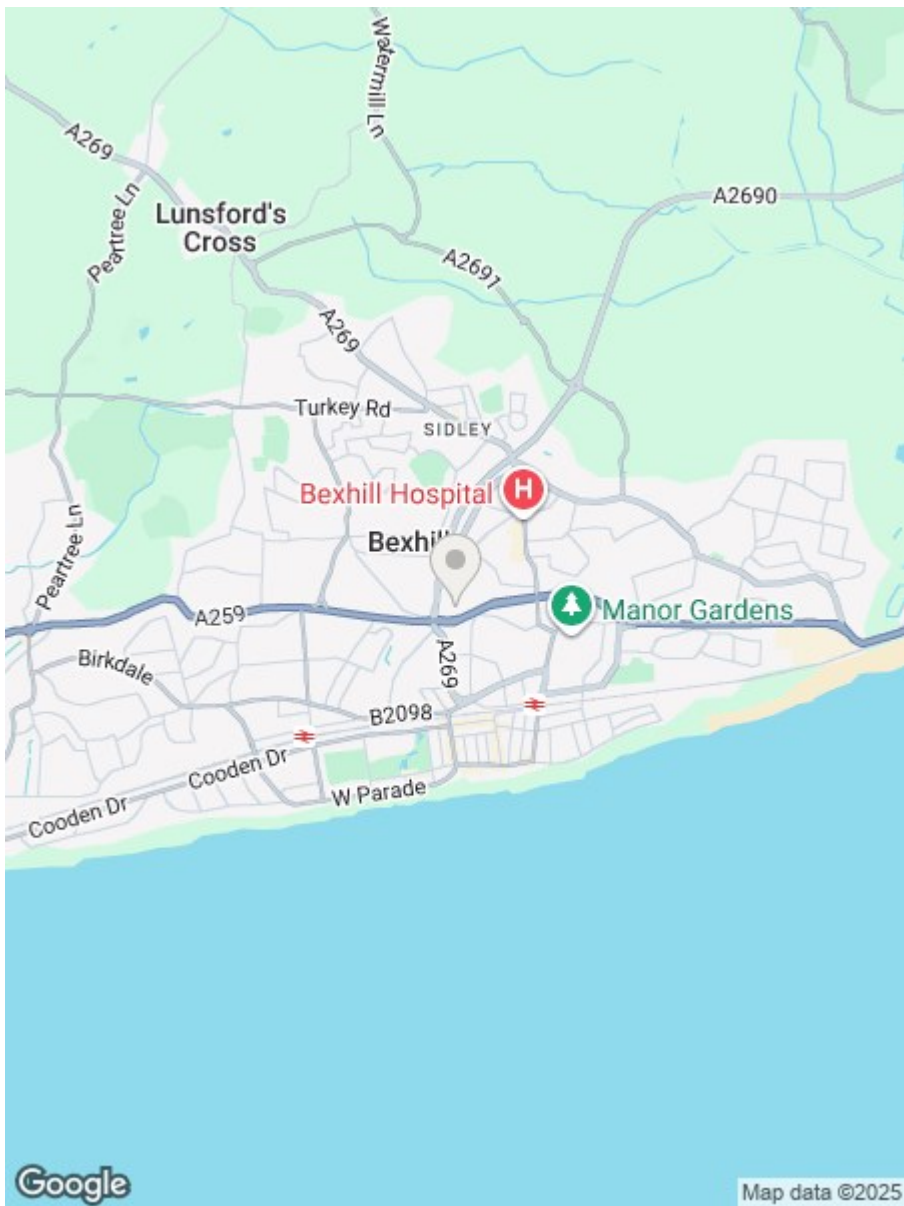 Watermill Ln
A269
Peartree Ln
Lunsford's
Cross
A2690
A2691
A269
Turkey Rd
SIDLEY
Bexhill Hospital
H
Peartree Ln
A259
Manor Gardens
Birkdale
A269
B2098
Cooden Dr
Cooden Dr
W Parade
Google
Map data ©2025